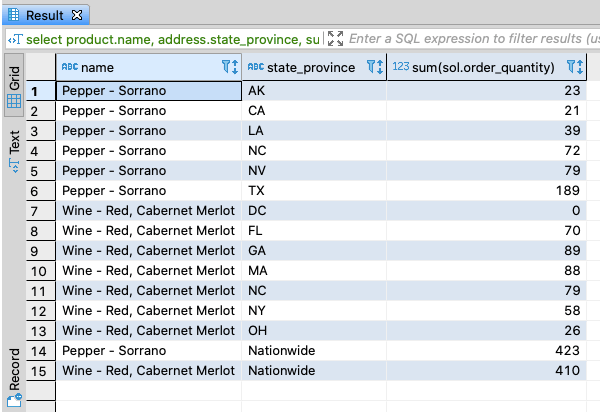 Result
select product.name, address.state_province, su Enter a SQL expression to filter results (us
Grid
Text
Record
ABC name ABC state_province 123 sum(sol.order_quantity)
1 Pepper - Sorrano AK 23
2 Pepper - Sorrano CA 21
3 Pepper - Sorrano LA 39
4 Pepper - Sorrano NC 72
5 Pepper - Sorrano NV 79
6 Pepper - Sorrano TX 189
7 Wine - Red, Cabernet Merlot DC 0
8 Wine - Red, Cabernet Merlot FL 70
9 Wine - Red, Cabernet Merlot GA 89
10 Wine - Red, Cabernet Merlot MA 88
11 Wine - Red, Cabernet Merlot NC 79
12 Wine - Red, Cabernet Merlot NY 58
13 Wine - Red, Cabernet Merlot OH 26
14 Pepper - Sorrano Nationwide 423
15 Wine - Red, Cabernet Merlot Nationwide 410